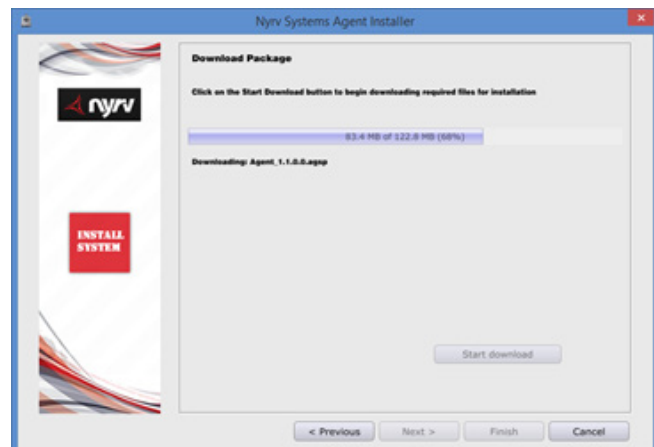 Nyrv Systems Agent Installer
Download Package
nyrv
Click on the Start Download button to begin downloading required files for installation
83.4 MB of 122.8 MB (68%)
Downloading: Agent_1.1.0.0.agsp
INSTALL
SYSTEM
Start download
< Previous
Next >
Finish
Cancel